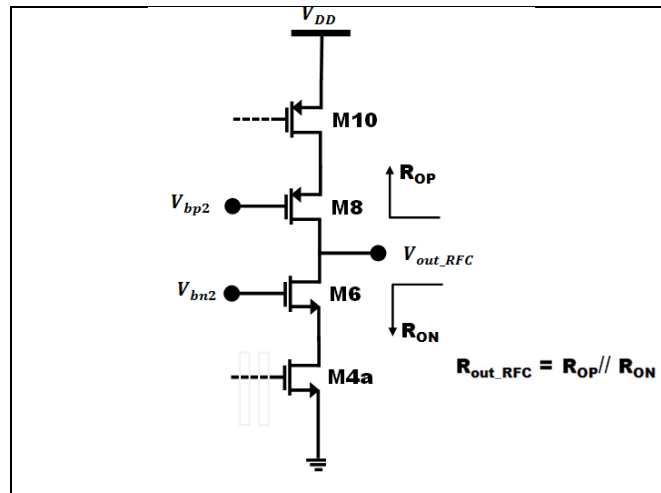 V_DD
M10
R_OP
V_bp2
M8
V_out_RFC
V_bn2
M6
R_ON
M4a
R_out_RFC = R_OP// R_ON